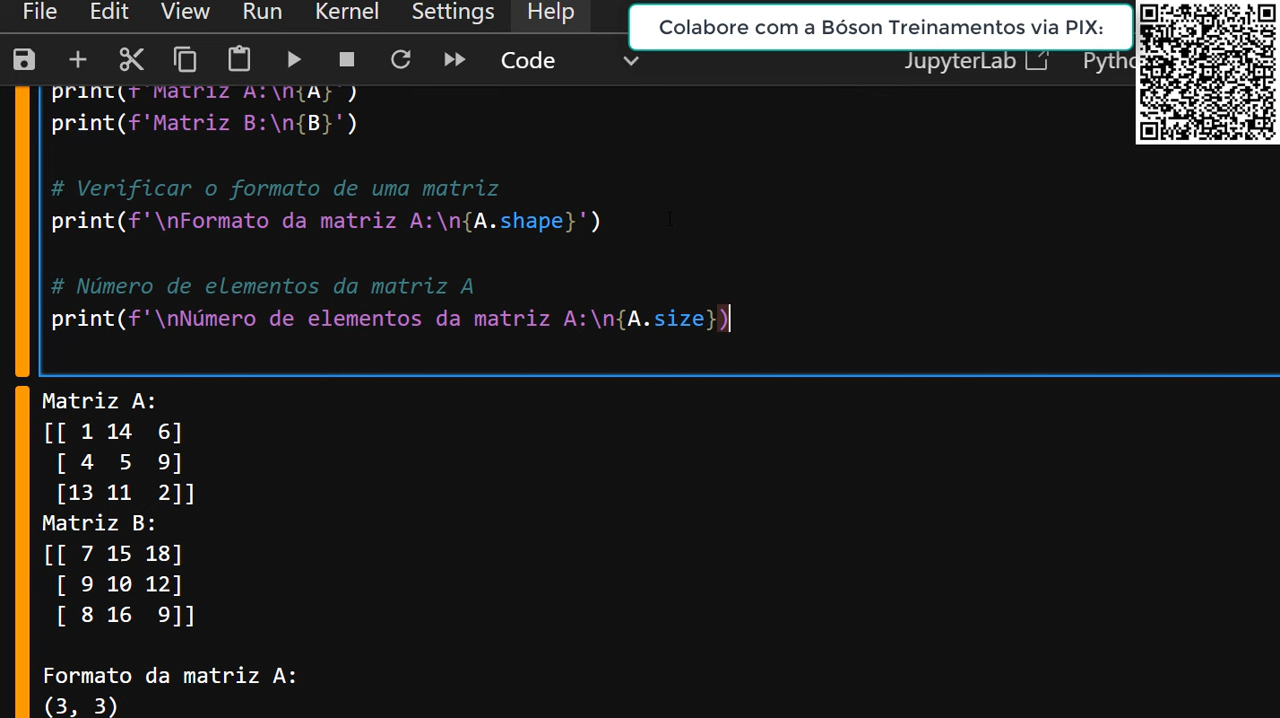 File Edit View Run Kernel Settings Help
Colabore com a Bóson Treinamentos via PIX:
Code
JupyterLab
print(f'Matriz A:\n{A}')
print(f'Matriz B:\n{B}')
# Verificar o formato de uma matriz
print(f'\nFormato da matriz A:\n{A.shape}')
# Número de elementos da matriz A
print(f'\nNúmero de elementos da matriz A:\n{A.size})
Matriz A:
[[ 1 14  6]
 [ 4  5  9]
 [13 11  2]]
Matriz B:
[[ 7 15 18]
 [ 9 10 12]
 [ 8 16  9]]
Formato da matriz A:
(3, 3)